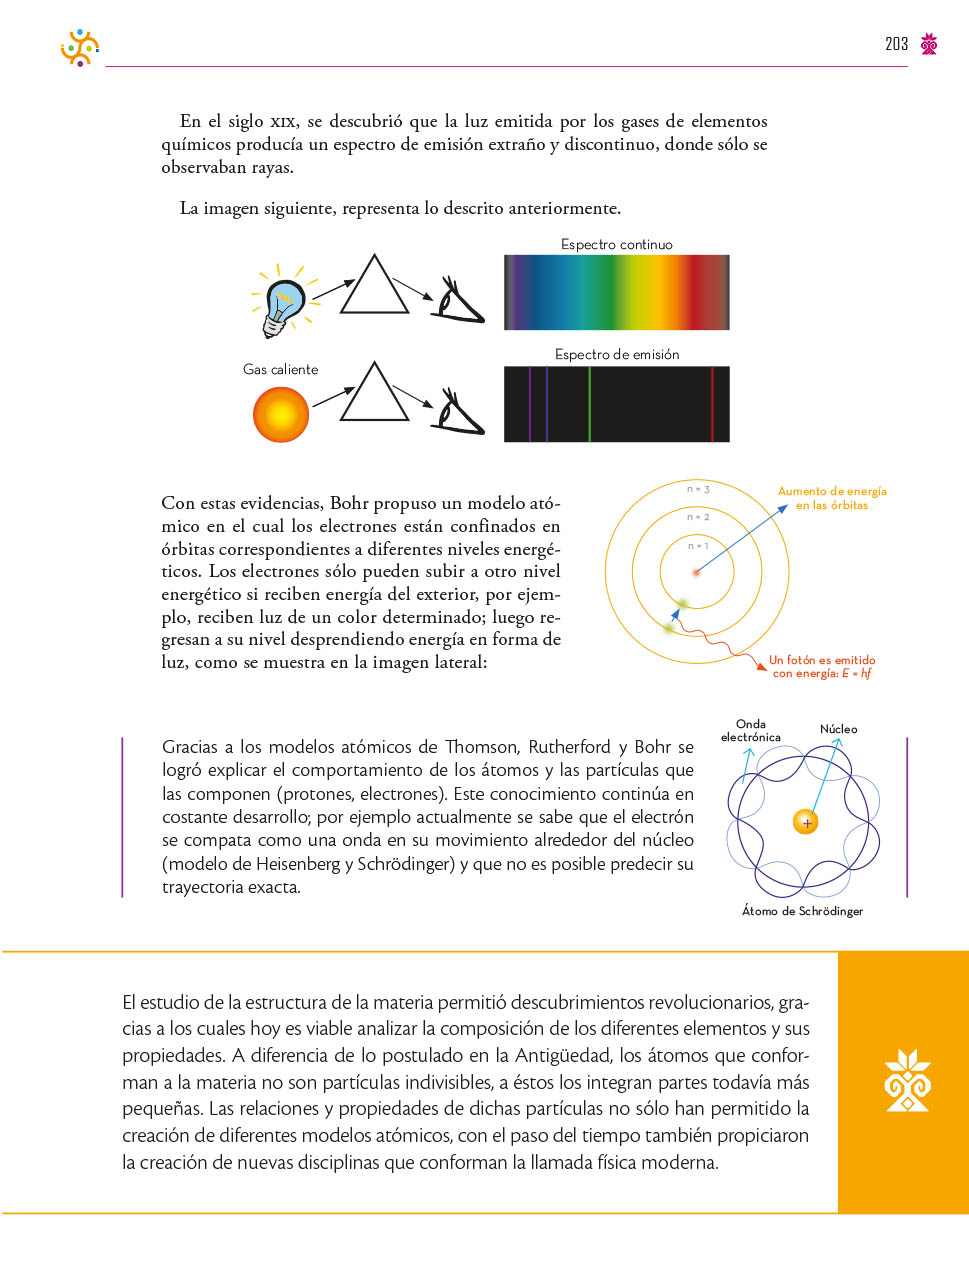 203
En el siglo XIX, se descubrió que la luz emitida por los gases de elementos
químicos producía un espectro de emisión extraño y discontinuo, donde sólo se
observaban rayas.
La imagen siguiente, representa lo descrito anteriormente.
Espectro continuo
Espectro de emisión
Gas caliente
Con estas evidencias, Bohr propuso un modelo ató-
mico en el cual los electrones están confinados en
órbitas correspondientes a diferentes niveles energé-
ticos. Los electrones sólo pueden subir a otro nivel
energético si reciben energía del exterior, por ejem-
plo, reciben luz de un color determinado; luego re-
gresan a su nivel desprendiendo energía en forma de
luz, como se muestra en la imagen lateral:
n = 3
n = 2
n = 1
Aumento de energía
en las órbitas
Un fotón es emitido
con energía: E = hf
Gracias a los modelos atómicos de Thomson, Rutherford y Bohr se
logró explicar el comportamiento de los átomos y las partículas que
las componen (protones, electrones). Este conocimiento continúa en
costante desarrollo; por ejemplo actualmente se sabe que el electrón
se compata como una onda en su movimiento alrededor del núcleo
(modelo de Heisenberg y Schrödinger) y que no es posible predecir su
trayectoria exacta.
Onda
electrónica
Núcleo
+
Átomo de Schrödinger
El estudio de la estructura de la materia permitió descubrimientos revolucionarios, gra-
cias a los cuales hoy es viable analizar la composición de los diferentes elementos y sus
propiedades. A diferencia de lo postulado en la Antigüedad, los átomos que confor-
man a la materia no son partículas indivisibles, a éstos los integran partes todavía más
pequeñas. Las relaciones y propiedades de dichas partículas no sólo han permitido la
creación de diferentes modelos atómicos, con el paso del tiempo también propiciaron
la creación de nuevas disciplinas que conforman la llamada física moderna.